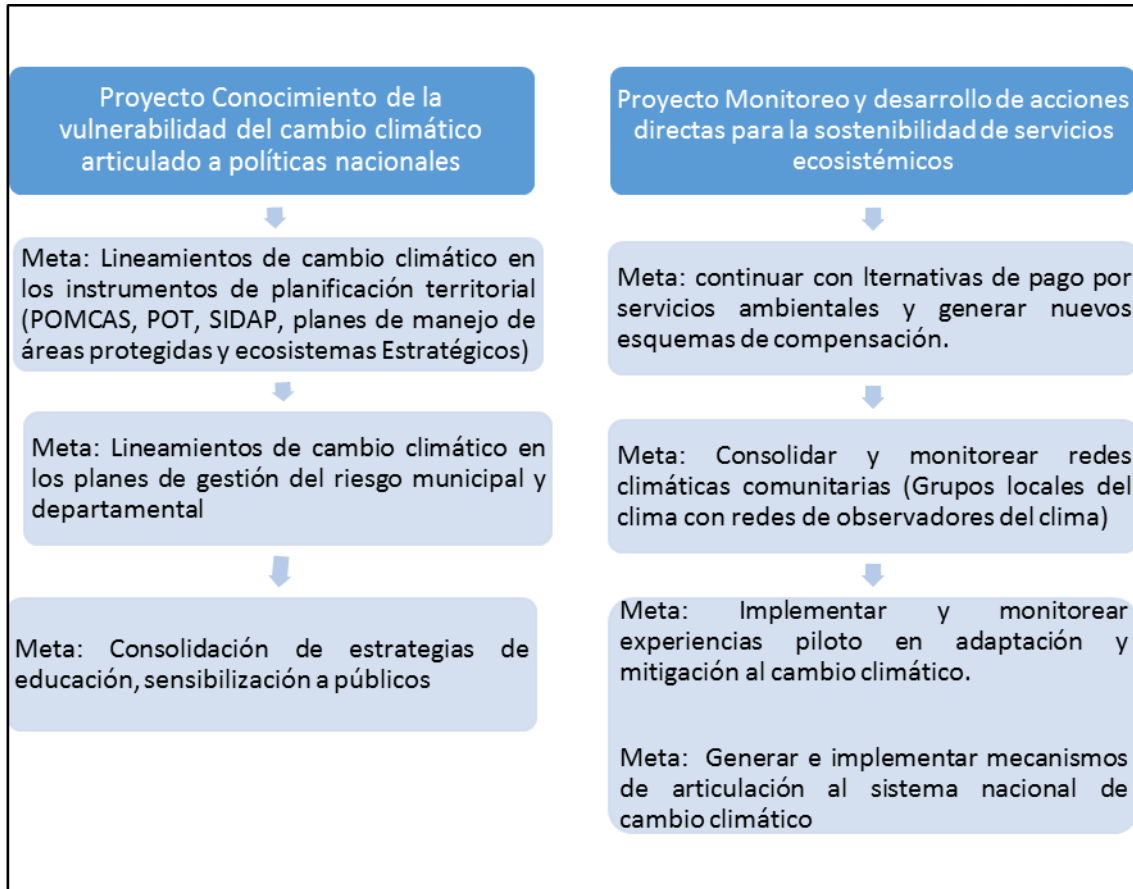 Proyecto Conocimiento de la
vulnerabilidad del cambio climático
articulado a políticas nacionales
Meta: Lineamientos de cambio climático en
los instrumentos de planificación territorial
(POMCAS, POT, SIDAP, planes de manejo de
áreas protegidas y ecosistemas Estratégicos)
Meta: Lineamientos de cambio climático en
los planes de gestión del riesgo municipal y
departamental
Meta: Consolidación de estrategias de
educación, sensibilización a públicos
Proyecto Monitoreo y desarrollo de acciones
directas para la sostenibilidad de servicios
ecosistémicos
Meta: continuar con lternativas de pago por
servicios ambientales y generar nuevos
esquemas de compensación.
Meta: Consolidar y monitorear redes
climáticas comunitarias (Grupos locales del
clima con redes de observadores del clima)
Meta: Implementar y monitorear
experiencias piloto en adaptación y
mitigación al cambio climático.
Meta: Generar e implementar mecanismos
de articulación al sistema nacional de
cambio climático